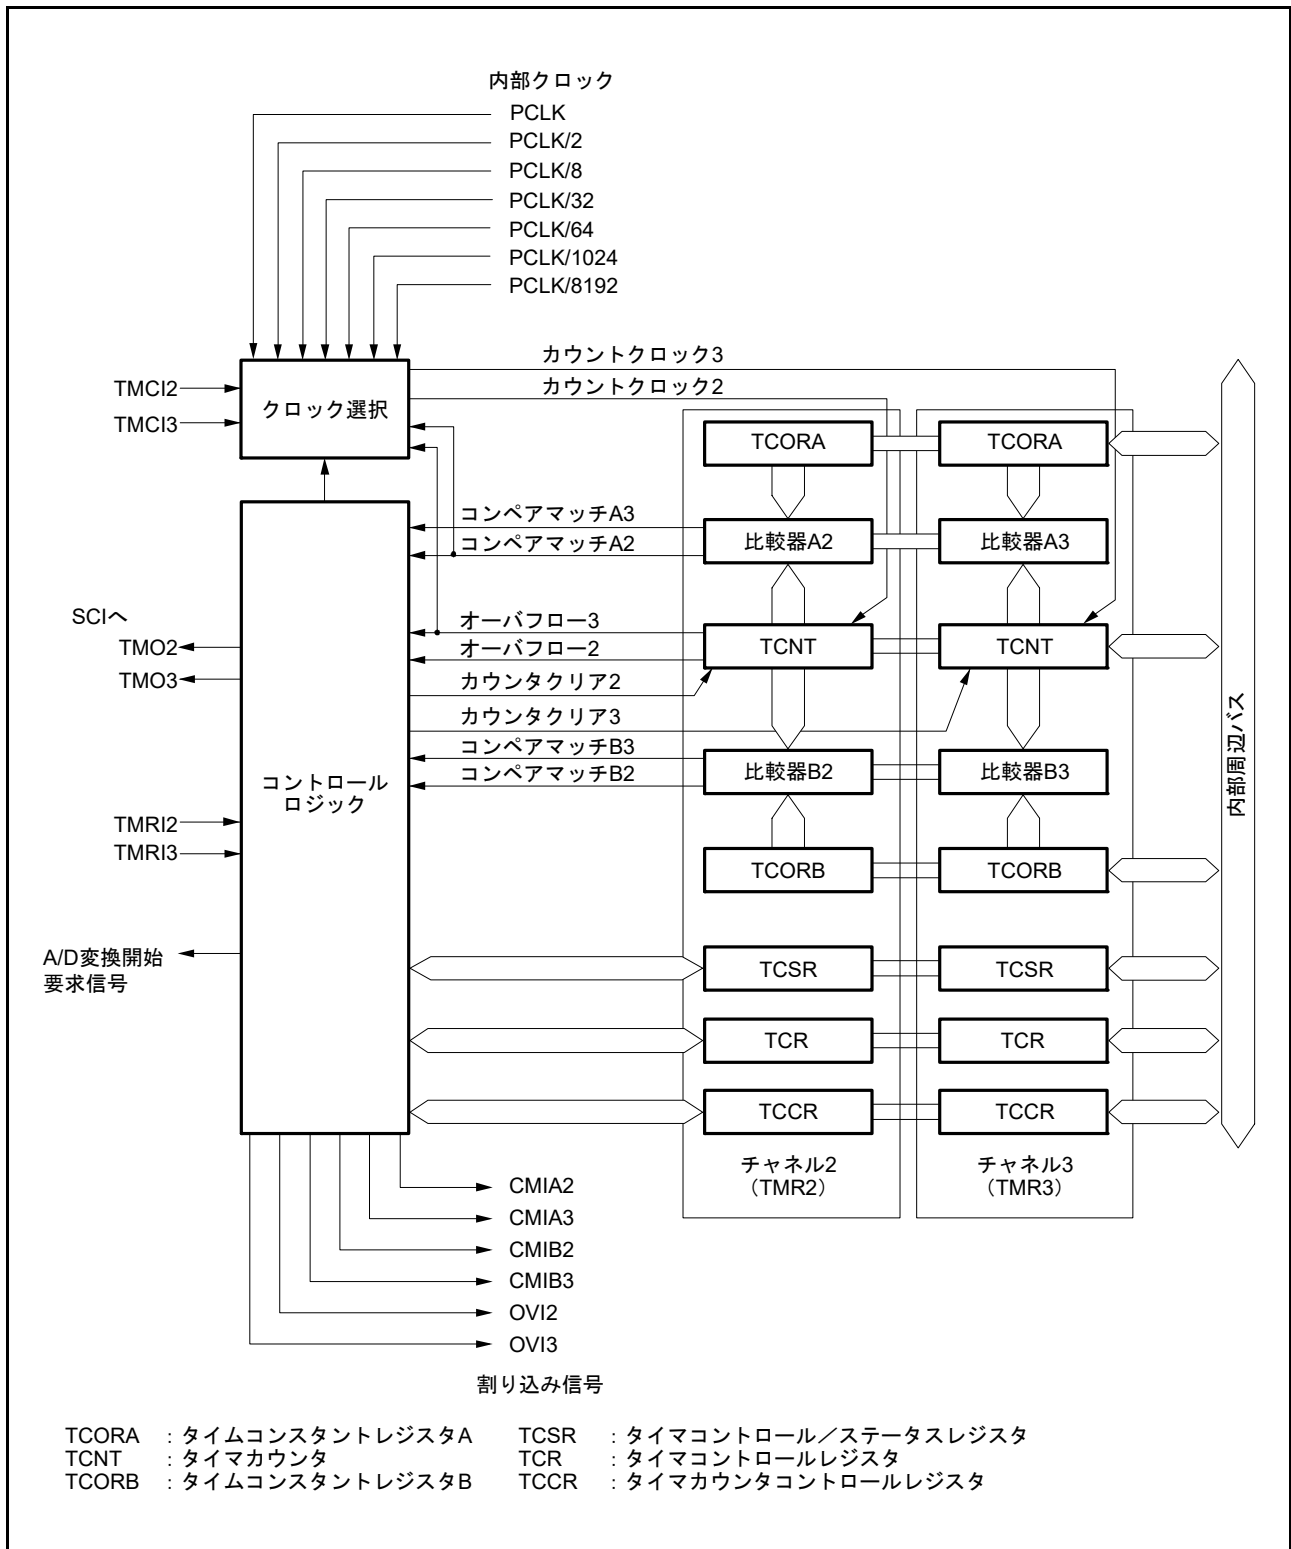 内部クロック
PCLK
PCLK/2
PCLK/8
PCLK/32
PCLK/64
PCLK/1024
PCLK/8192
カウントクロック3
カウントクロック2
TMCI2
TMCI3
クロック選択
TCORA
TCORA
コンペアマッチA3
コンペアマッチA2
比較器A2
比較器A3
SCIへ
TMO2
TMO3
オーバフロー3
オーバフロー2
カウンタクリア2
カウンタクリア3
TCNT
TCNT
コンペアマッチB3
コンペアマッチB2
比較器B2
比較器B3
内部周辺バス
コントロール
ロジック
TMRI2
TMRI3
TCORB
TCORB
A/D変換開始
要求信号
TCSR
TCSR
TCR
TCR
TCCR
TCCR
チャネル2
（TMR2）
チャネル3
（TMR3）
CMIA2
CMIA3
CMIB2
CMIB3
OVI2
OVI3
割り込み信号
TCORA ：タイムコンスタントレジスタA
TCNT ：タイマカウンタ
TCORB ：タイムコンスタントレジスタB
TCSR ：タイマコントロール／ステータスレジスタ
TCR ：タイマコントロールレジスタ
TCCR ：タイマカウンタコントロールレジスタ